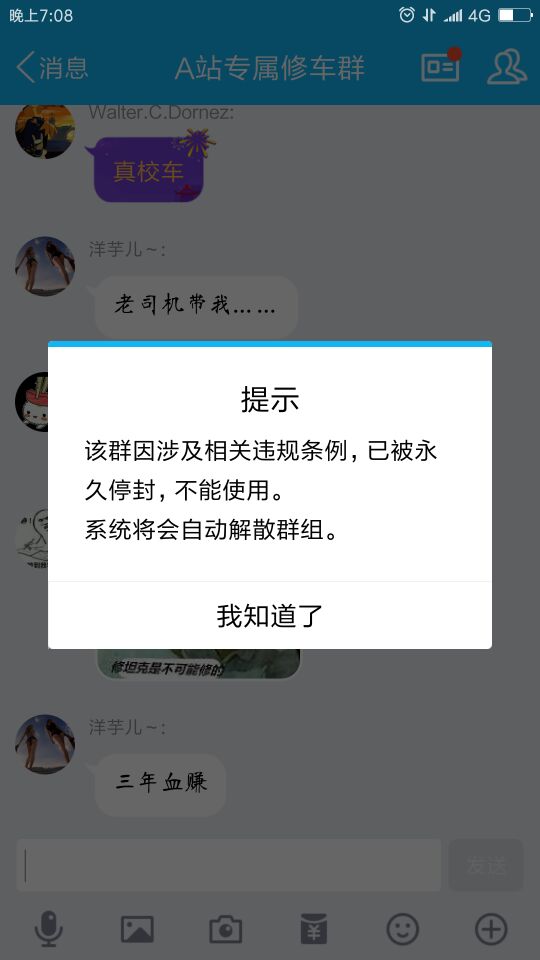 晚上7:08
4G
消息
A站专属修车群
Walter.C.Dornez:
真校车
洋芋儿～:
老司机带我……
提示
该群因涉及相关违规条例，已被永
久停封，不能使用。
系统将会自动解散群组。
我知道了
修坦克是不可能修的
洋芋儿～:
三年血赚
发送